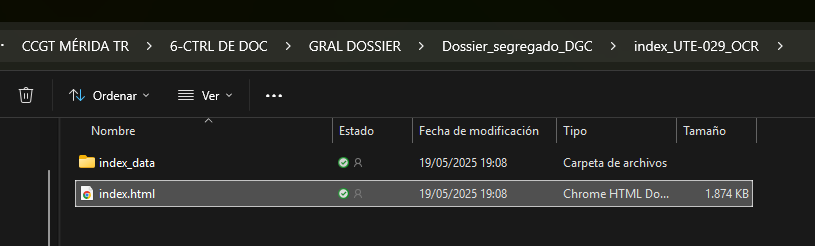 CCGT MÉRIDA TR > 6-CTRL DE DOC > GRAL DOSSIER > Dossier_segregado_DGC > index_UTE-029_OCR >
Ordenar Ver ...
Nombre Estado Fecha de modificación Tipo Tamaño
index_data 19/05/2025 19:08 Carpeta de archivos
index.html 19/05/2025 19:08 Chrome HTML Do... 1.874 KB